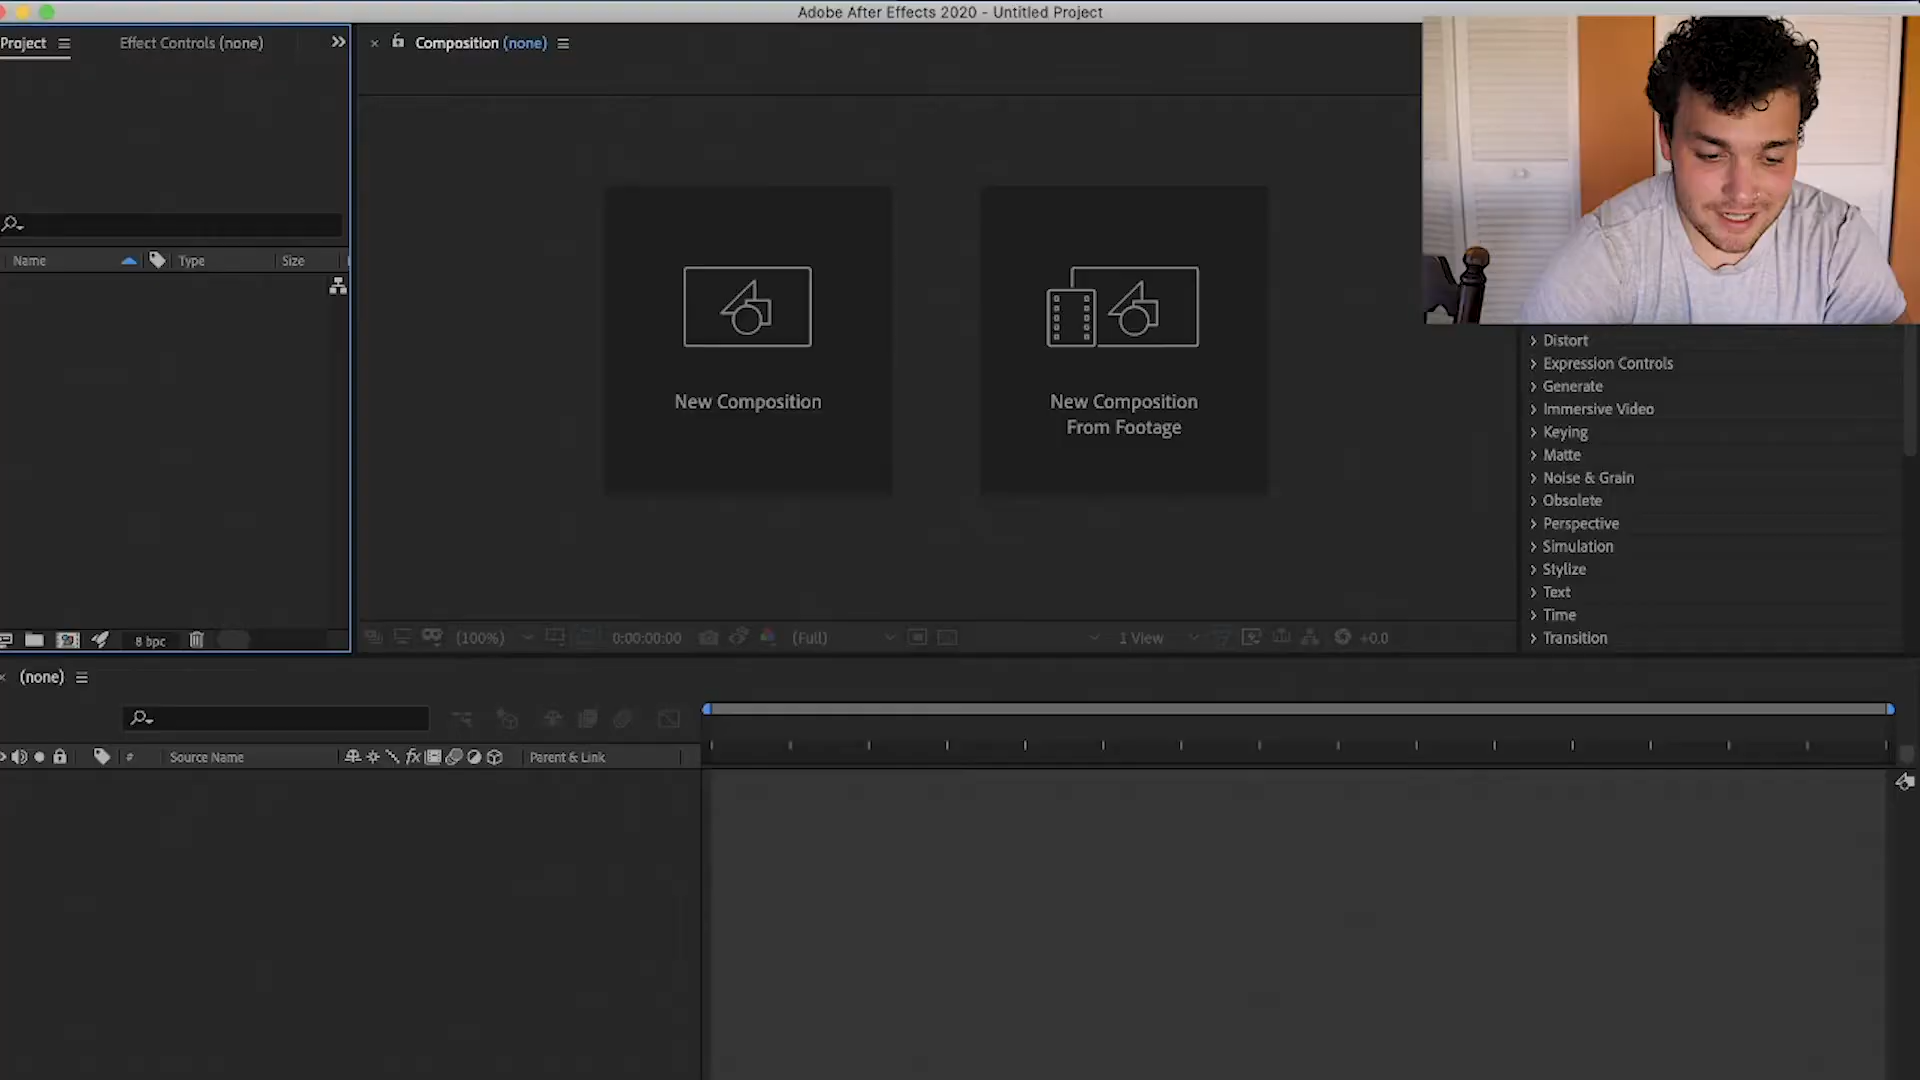 Adobe After Effects 2020 - Untitled Project
Project
Effect Controls (none)
Composition (none)
Name
Type
Size
New Composition
New Composition
From Footage
Distort
Expression Controls
Generate
Immersive Video
Keying
Matte
Noise & Grain
Obsolete
Perspective
Simulation
Stylize
Text
Time
Transition
8 bpc
(100%)
0:00:00:00
(Full)
1 View
+0.0
(none)
#
Source Name
fx
Parent & Link